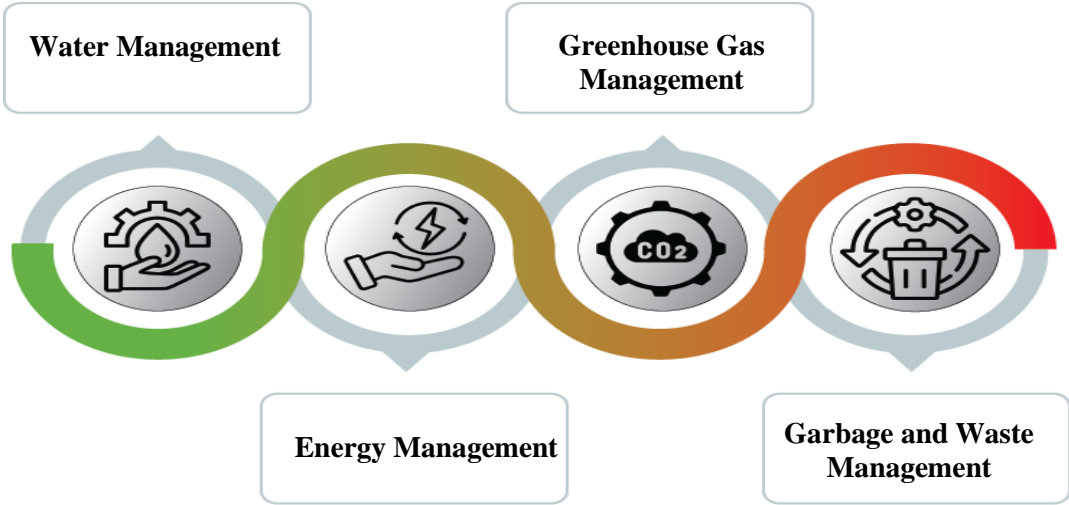 Water Management
Greenhouse Gas
Management
CO2
Energy Management
Garbage and Waste
Management